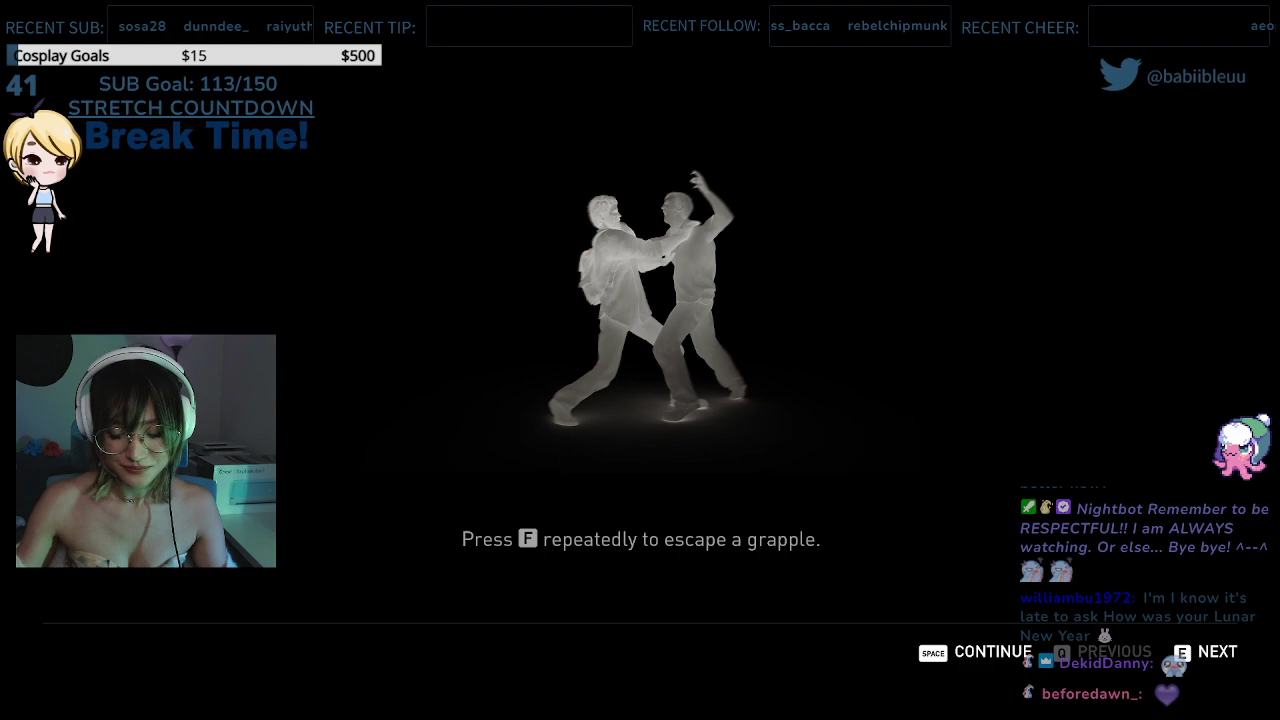 RECENT SUB: sosa28 dunndee_ raiyuth RECENT TIP: RECENT FOLLOW: ss_bacca rebelchipmunk RECENT CHEER: aeo
Cosplay Goals $15 $500
@babiibleuu
41 SUB Goal: 113/150
STRETCH COUNTDOWN
Break Time!
Nightbot Remember to be
RESPECTFUL!! I am ALWAYS
watching. Or else... Bye bye! ^--^
Press F repeatedly to escape a grapple.
williambu1972: I'm I know it's
late to ask How was your Lunar
New Year
SPACE CONTINUE Q PREVIOUS E NEXT
DekidDanny:
beforedawn_: